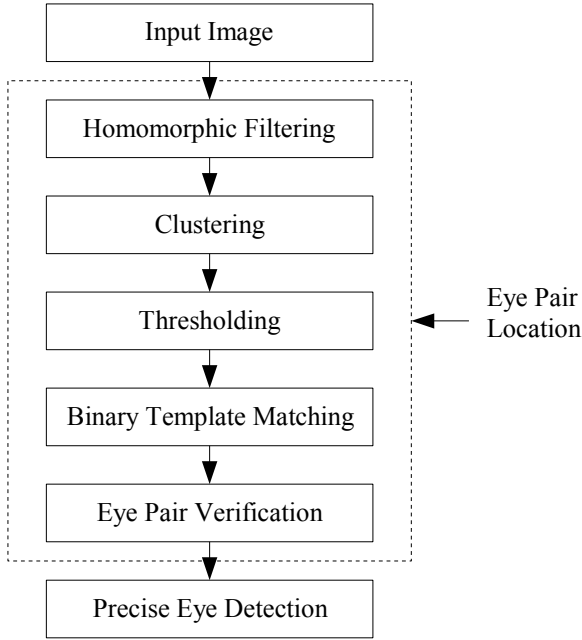 Input Image
Homomorphic Filtering
Clustering
Thresholding
Eye Pair
Location
Binary Template Matching
Eye Pair Verification
Precise Eye Detection